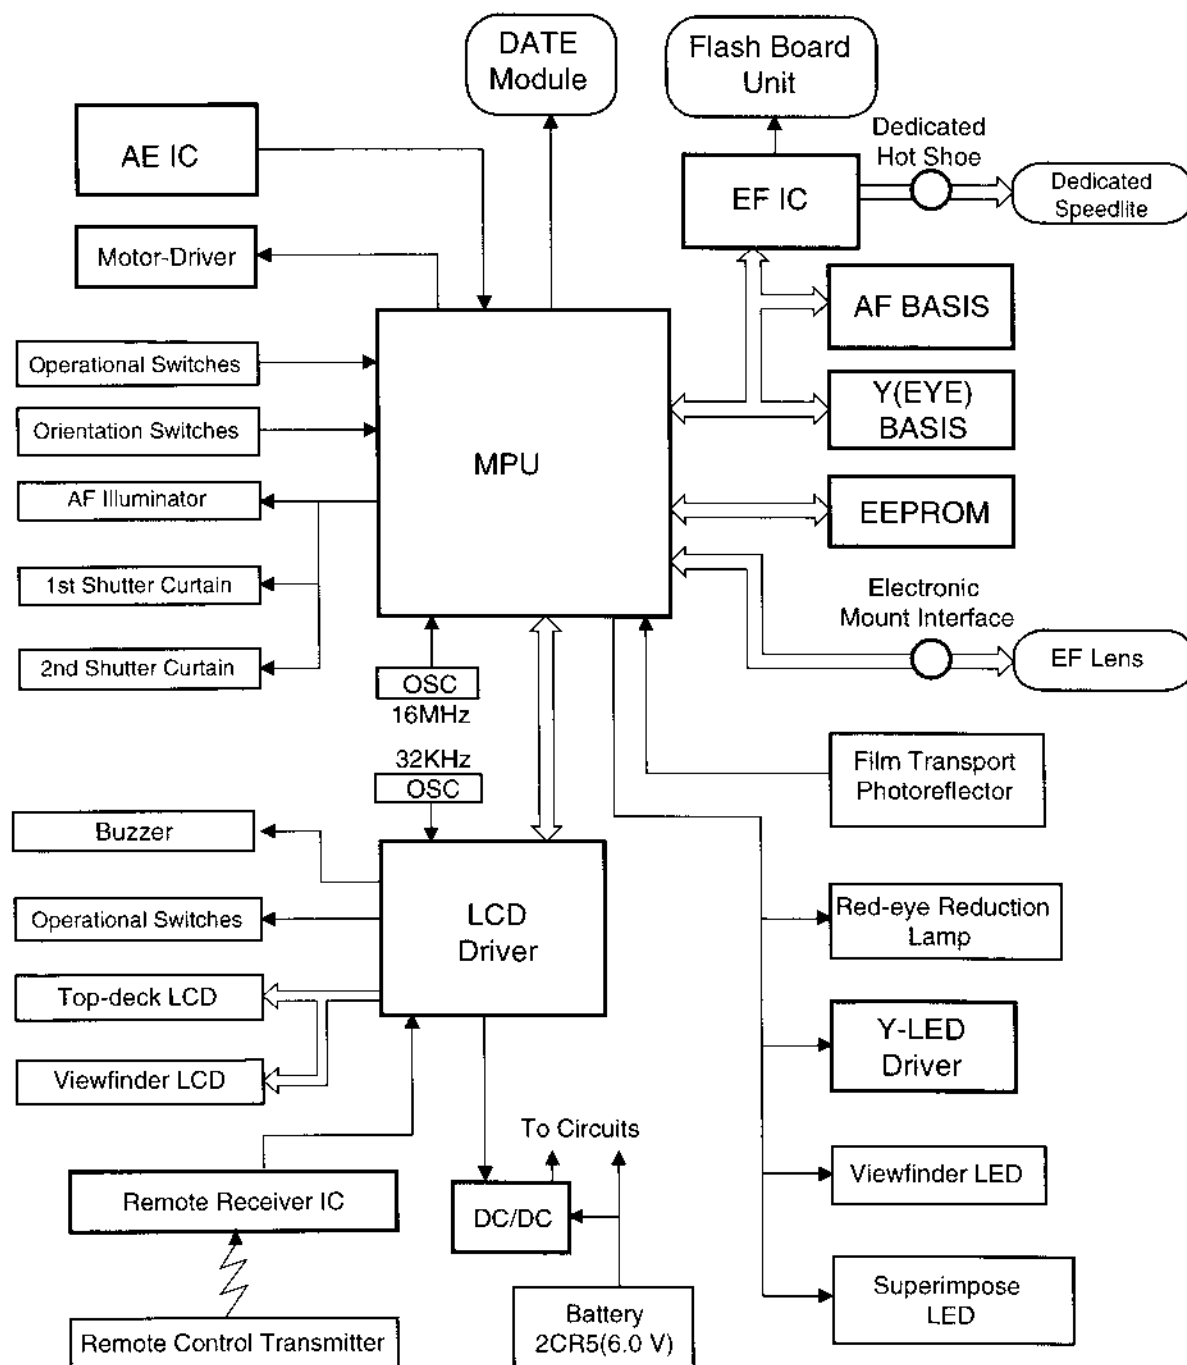 DATE
Module
Flash Board
Unit
AE IC
Dedicated
Hot Shoe
EF IC
Dedicated
Speedlite
Motor-Driver
AF BASIS
Operational Switches
Y(EYE)
BASIS
Orientation Switches
MPU
AF Illuminator
EEPROM
1st Shutter Curtain
Electronic
Mount Interface
2nd Shutter Curtain
EF Lens
OSC
16MHz
32KHz
OSC
Film Transport
Photoreflector
Buzzer
Operational Switches
LCD
Driver
Red-eye Reduction
Lamp
Top-deck LCD
Y-LED
Driver
Viewfinder LCD
To Circuits
Remote Receiver IC
DC/DC
Viewfinder LED
Superimpose
LED
Remote Control Transmitter
Battery
2CR5(6.0 V)